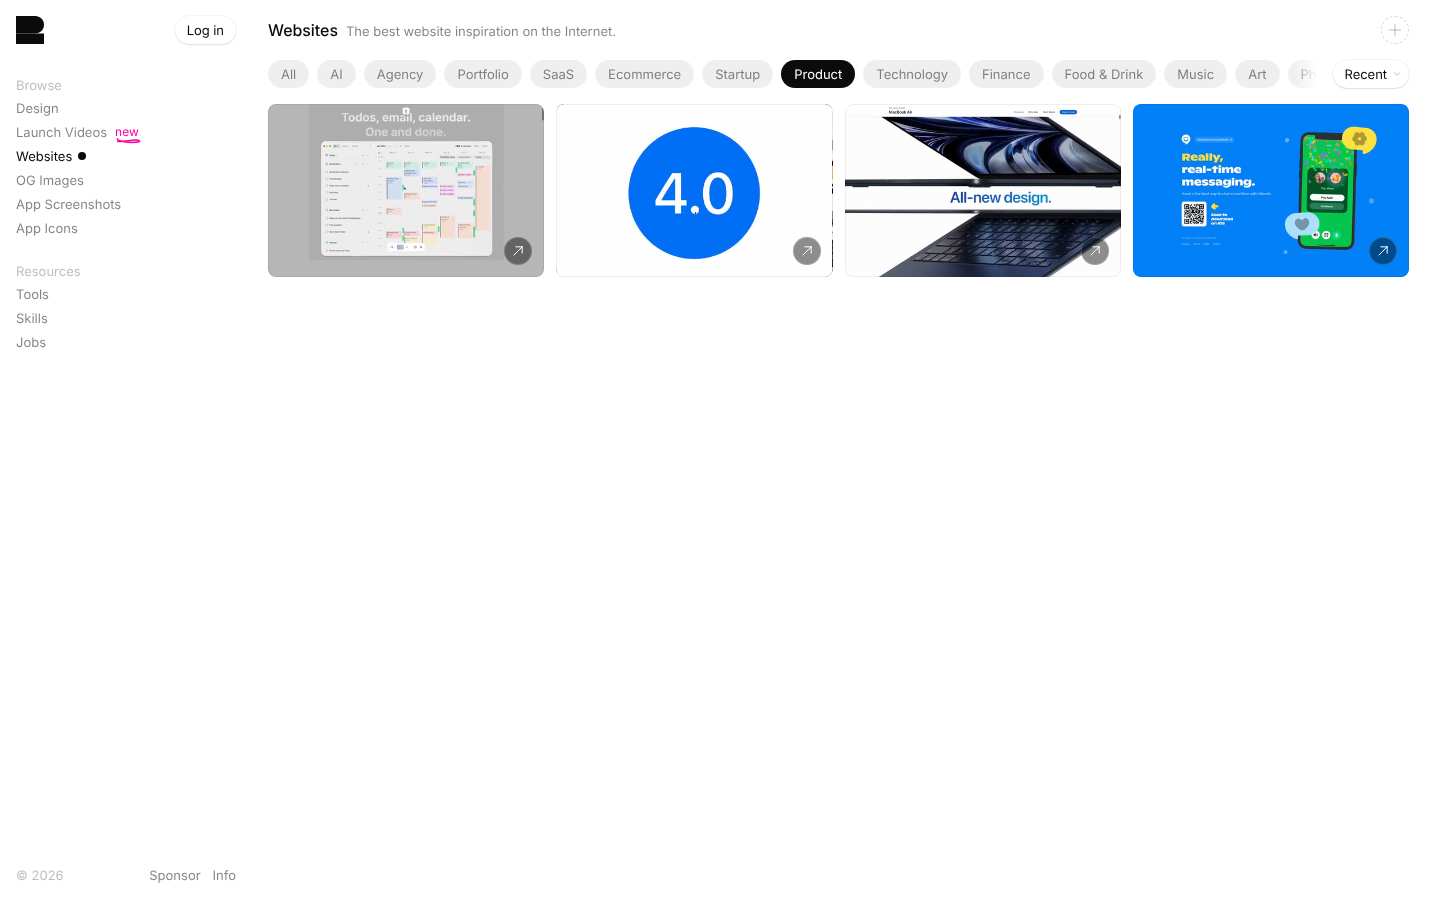 Log in
Websites The best website inspiration on the Internet.
All AI Agency Portfolio SaaS Ecommerce Startup Product Technology Finance Food & Drink Music Art Recent
Browse
Design
Launch Videos new
Websites
OG Images
App Screenshots
App Icons
Resources
Tools
Skills
Jobs
Todos, email, calendar.
One and done.
4.0
MacBook Air
All-new design.
Really,
real-time
messaging.
© 2026 Sponsor Info